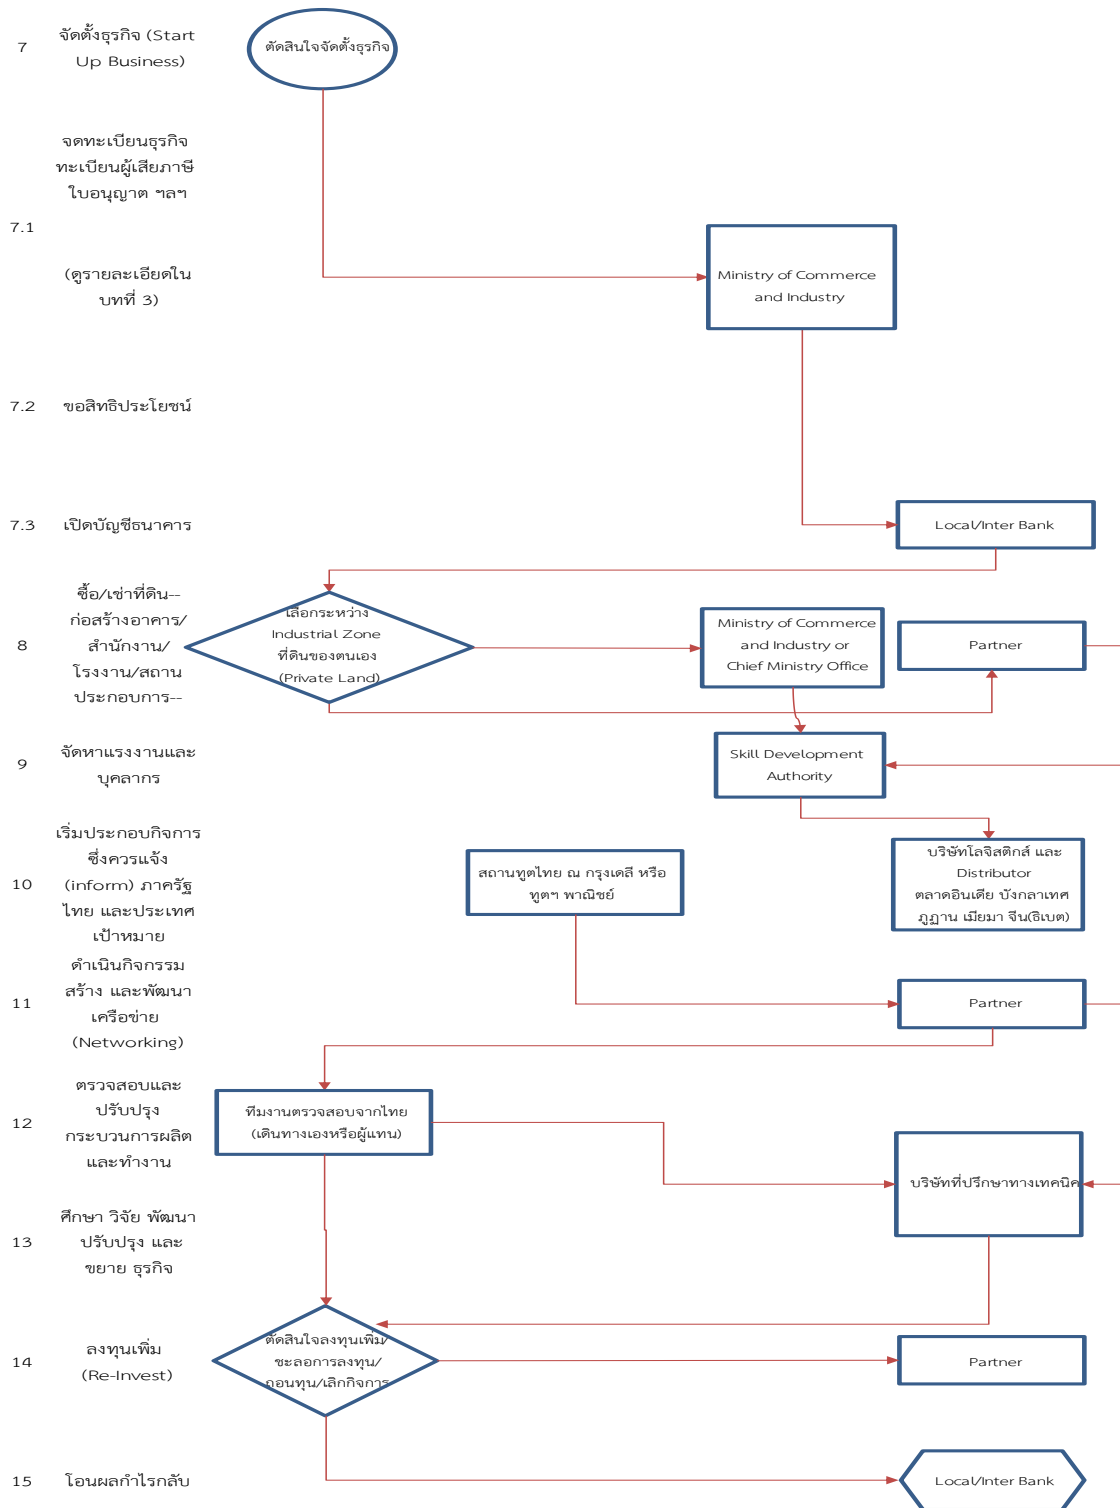 7
จัดตั้งธุรกิจ (Start
Up Business)
ตัดสินใจจัดตั้งธุรกิจ
7.1
จดทะเบียนธุรกิจ
ทะเบียนผู้เสียภาษี
ใบอนุญาต ฯลฯ
(ดูรายละเอียดใน
บทที่ 3)
Ministry of Commerce
and Industry
7.2
ขอสิทธิประโยชน์
7.3
เปิดบัญชีธนาคาร
Local/Inter Bank
8
ซื้อ/เช่าที่ดิน--
ก่อสร้างอาคาร/
สำนักงาน/
โรงงาน/สถาน
ประกอบการ--
เลือกระหว่าง
Industrial Zone
ที่ดินของตนเอง
(Private Land)
Ministry of Commerce
and Industry or
Chief Ministry Office
Partner
9
จัดหาแรงงานและ
บุคลากร
Skill Development
Authority
10
เริ่มประกอบกิจการ
ซึ่งควรแจ้ง
(inform) ภาครัฐ
ไทย และประเทศ
เป้าหมาย
สถานทูตไทย ณ กรุงเดลี หรือ
ทูตฯ พาณิชย์
บริษัทโลจิสติกส์ และ
Distributor
ตลาดอินเดีย บังกลาเทศ
ภูฏาน เมียมา จีน(ธิเบต)
11
ดำเนินกิจกรรม
สร้าง และพัฒนา
เครือข่าย
(Networking)
Partner
12
ตรวจสอบและ
ปรับปรุง
กระบวนการผลิต
และทำงาน
ทีมงานตรวจสอบจากไทย
(เดินทางเองหรือผู้แทน)
บริษัทที่ปรึกษาทางเทคนิค
13
ศึกษา วิจัย พัฒนา
ปรับปรุง และ
ขยาย ธุรกิจ
14
ลงทุนเพิ่ม
(Re-Invest)
ตัดสินใจลงทุนเพิ่ม/
ชะลอการลงทุน/
ถอนทุน/เลิกกิจการ
Partner
15
โอนผลกำไรกลับ
Local/Inter Bank